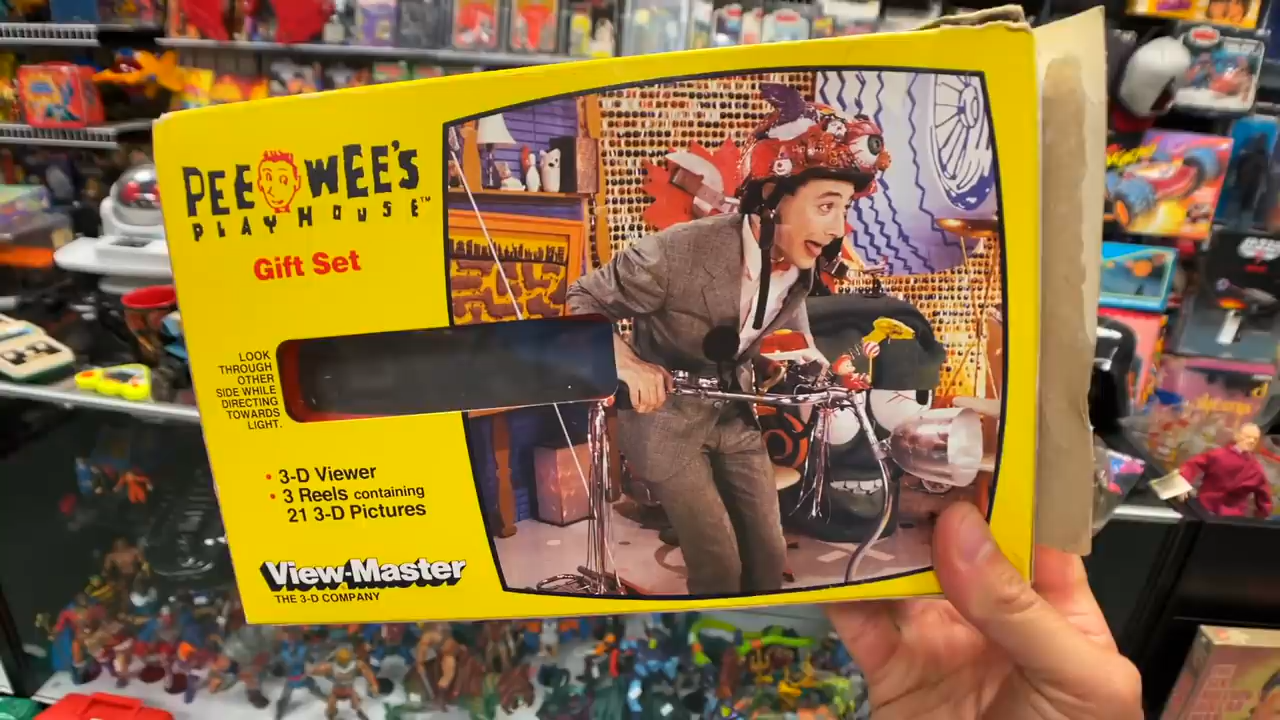 PEE WEE'S
PLAYHOUSE™
Gift Set
LOOK
THROUGH
OTHER
SIDE WHILE
DIRECTING
TOWARDS
LIGHT.
• 3-D Viewer
• 3 Reels containing
21 3-D Pictures
View-Master
THE 3-D COMPANY